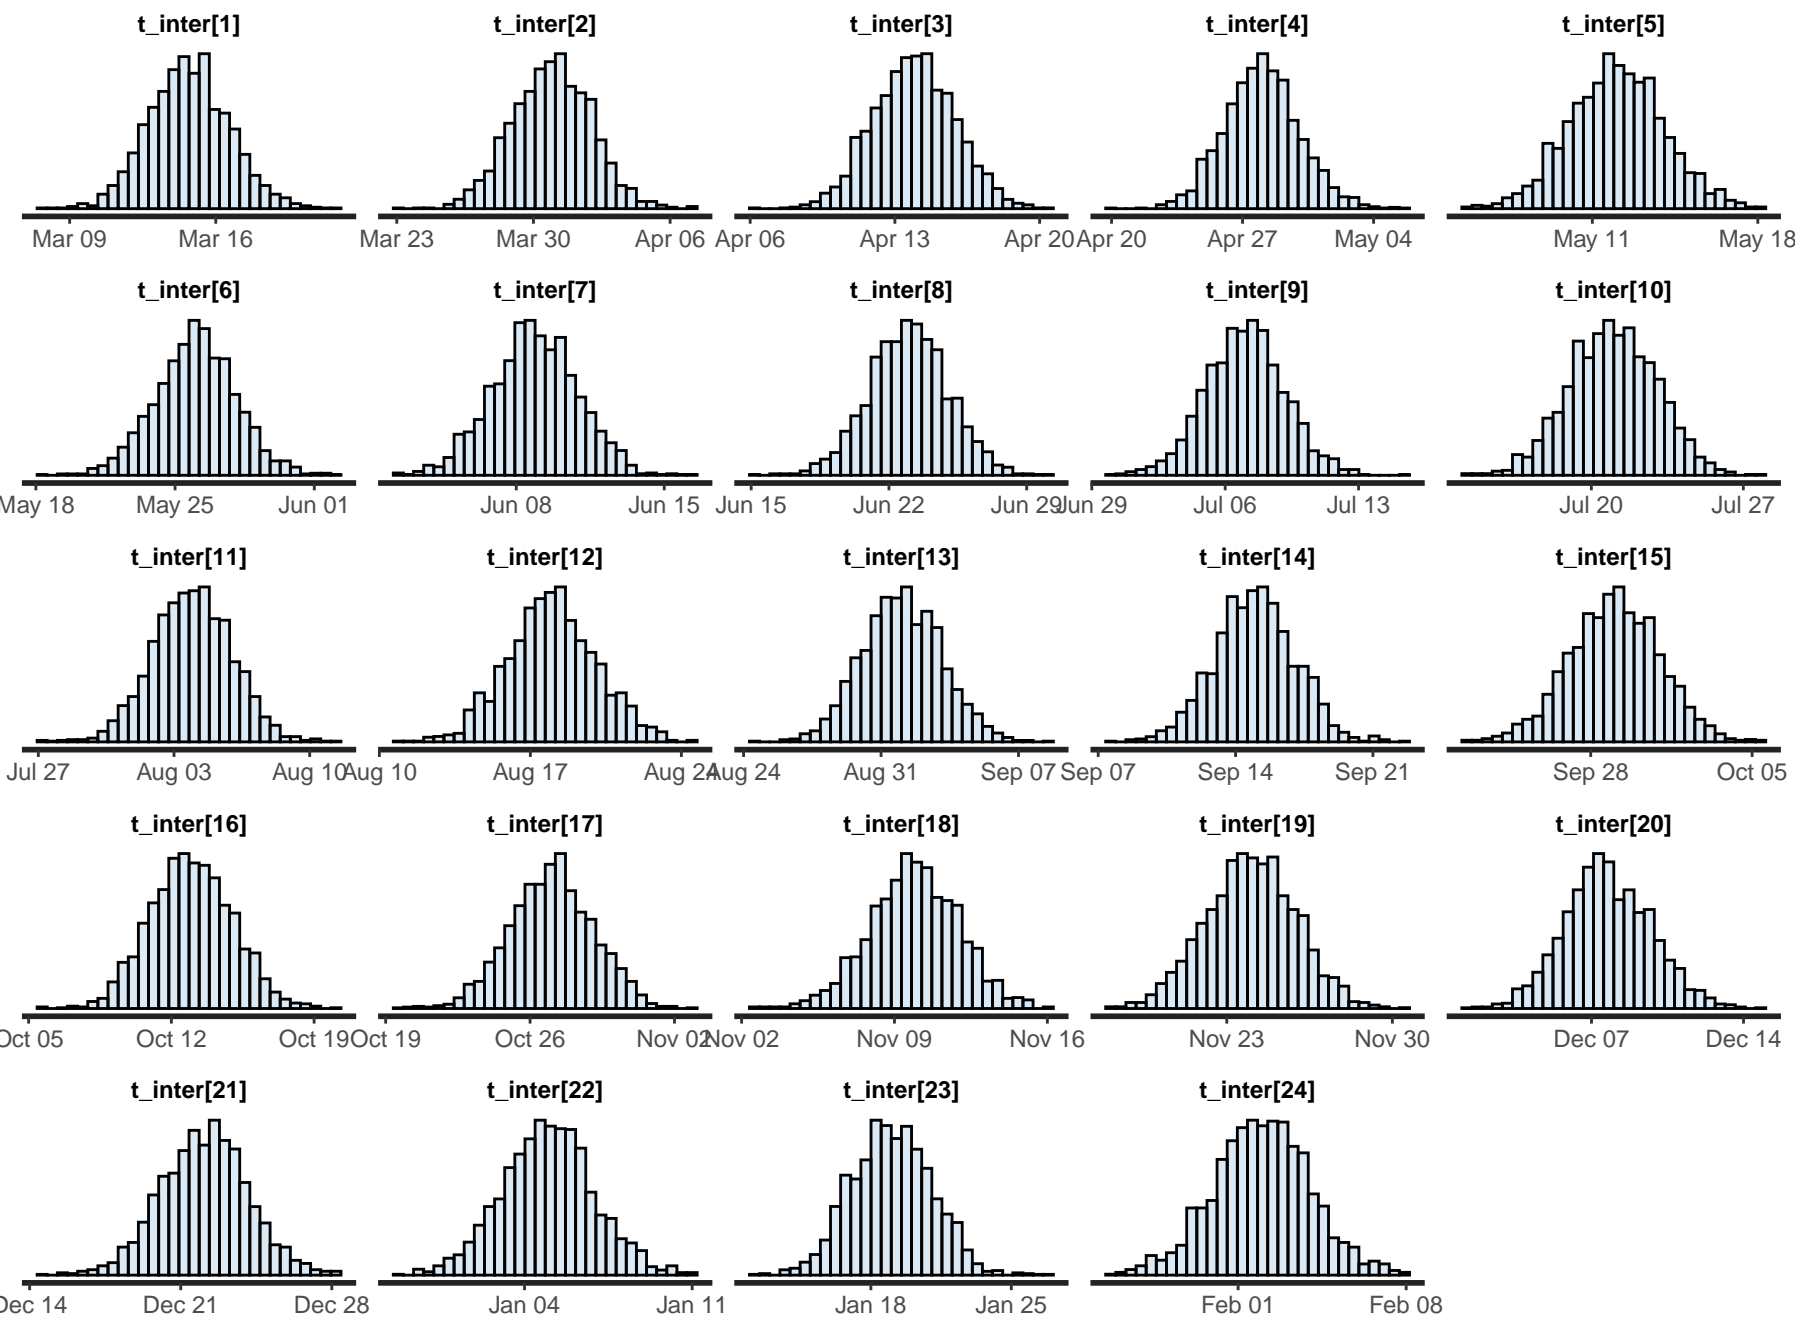 t_inter[1] t_inter[2] t_inter[3] t_inter[4] t_inter[5]
Mar 09 Mar 16 Mar 23 Mar 30 Apr 06 Apr 06 Apr 13 Apr 20 Apr 20 Apr 27 May 04 May 11 May 18
t_inter[6] t_inter[7] t_inter[8] t_inter[9] t_inter[10]
May 18 May 25 Jun 01 Jun 08 Jun 15 Jun 15 Jun 22 Jun 29 Jun 29 Jul 06 Jul 13 Jul 20 Jul 27
t_inter[11] t_inter[12] t_inter[13] t_inter[14] t_inter[15]
Jul 27 Aug 03 Aug 10 Aug 10 Aug 17 Aug 24 Aug 24 Aug 31 Sep 07 Sep 07 Sep 14 Sep 21 Sep 28 Oct 05
t_inter[16] t_inter[17] t_inter[18] t_inter[19] t_inter[20]
Oct 05 Oct 12 Oct 19 Oct 19 Oct 26 Nov 02 Nov 02 Nov 09 Nov 16 Nov 23 Nov 30 Dec 07 Dec 14
t_inter[21] t_inter[22] t_inter[23] t_inter[24]
Dec 14 Dec 21 Dec 28 Jan 04 Jan 11 Jan 18 Jan 25 Feb 01 Feb 08